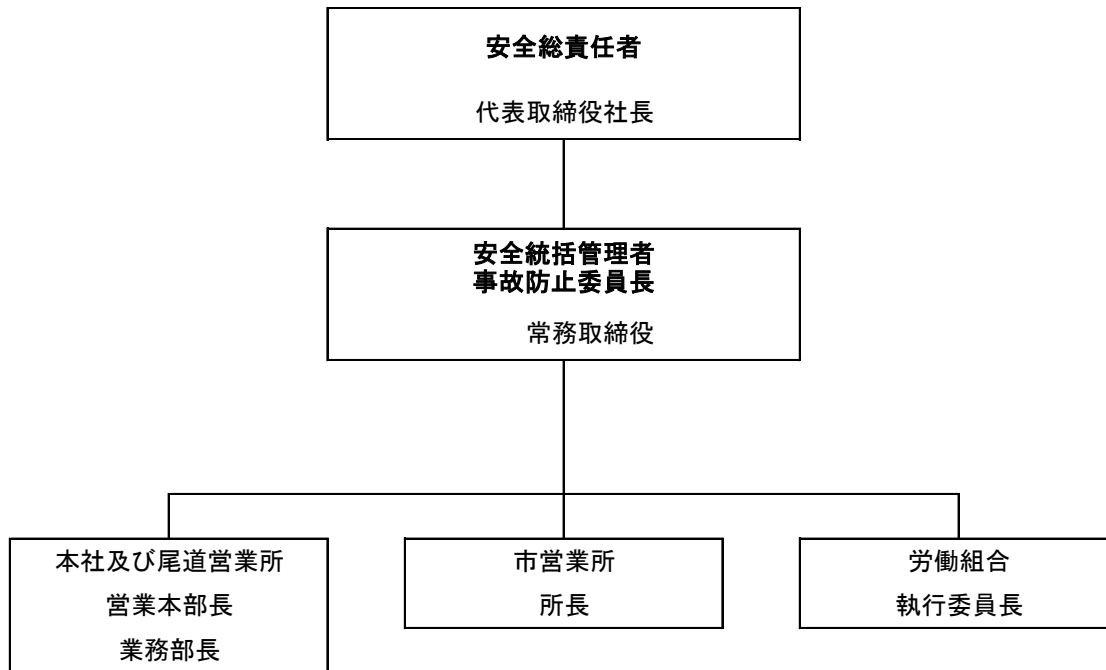 安全総責任者
代表取締役社長
安全統括管理者
事故防止委員長
常務取締役
本社及び尾道営業所
営業本部長
業務部長
市営業所
所長
労働組合
執行委員長